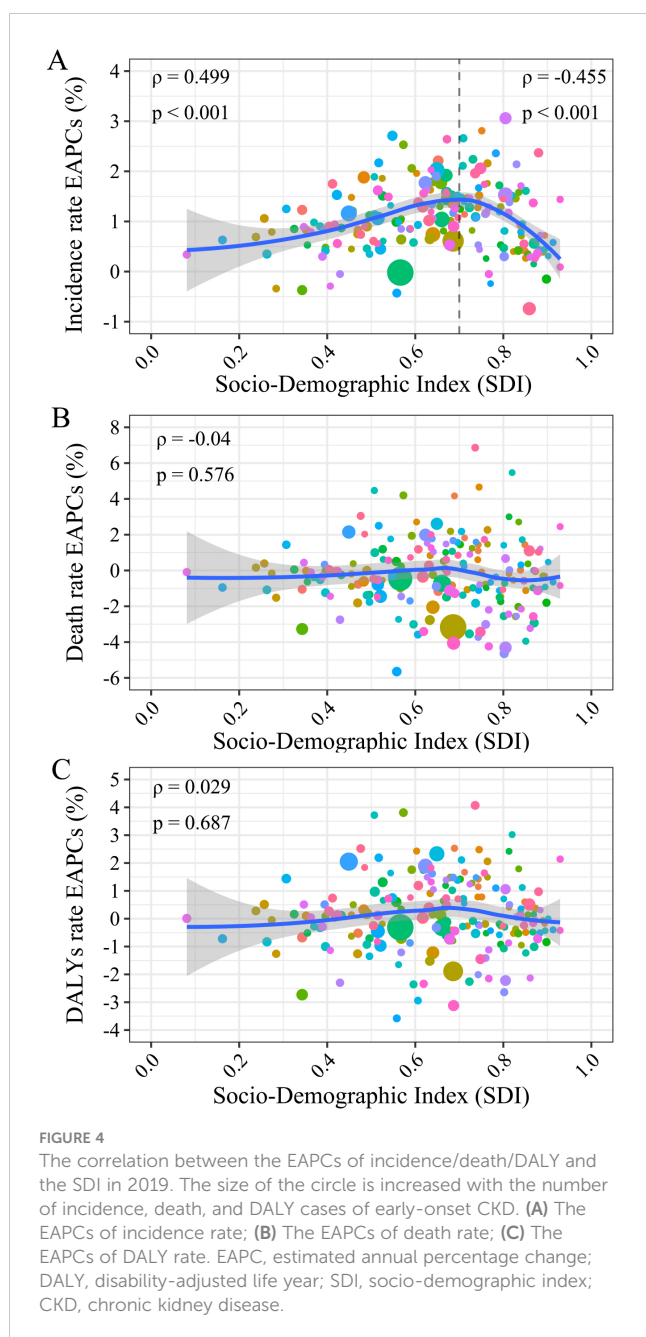 A
ρ = 0.499
p < 0.001
ρ = -0.455
p < 0.001
Incidence rate EAPCs (%)
4
3
2
1
0
-1
0.0 0.2 0.4 0.6 0.8 1.0
Socio-Demographic Index (SDI)
B
ρ = -0.04
p = 0.576
Death rate EAPCs (%)
8
6
4
2
0
-2
-4
-6
0.0 0.2 0.4 0.6 0.8 1.0
Socio-Demographic Index (SDI)
C
ρ = 0.029
p = 0.687
DALYs rate EAPCs (%)
5
4
3
2
1
0
-1
-2
-3
-4
0.0 0.2 0.4 0.6 0.8 1.0
Socio-Demographic Index (SDI)
FIGURE 4
The correlation between the EAPCs of incidence/death/DALY and
the SDI in 2019. The size of the circle is increased with the number
of incidence, death, and DALY cases of early-onset CKD. (A) The
EAPCs of incidence rate; (B) The EAPCs of death rate; (C) The
EAPCs of DALY rate. EAPC, estimated annual percentage change;
DALY, disability-adjusted life year; SDI, socio-demographic index;
CKD, chronic kidney disease.